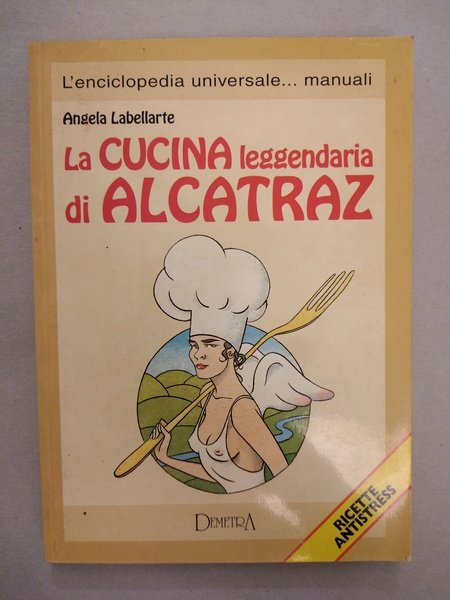 L'enciclopedia universale... manuali
Angela Labellarte
La CUCINA leggendaria
di ALCATRAZ
DEMETRA
RICETTE
ANTISTRESS